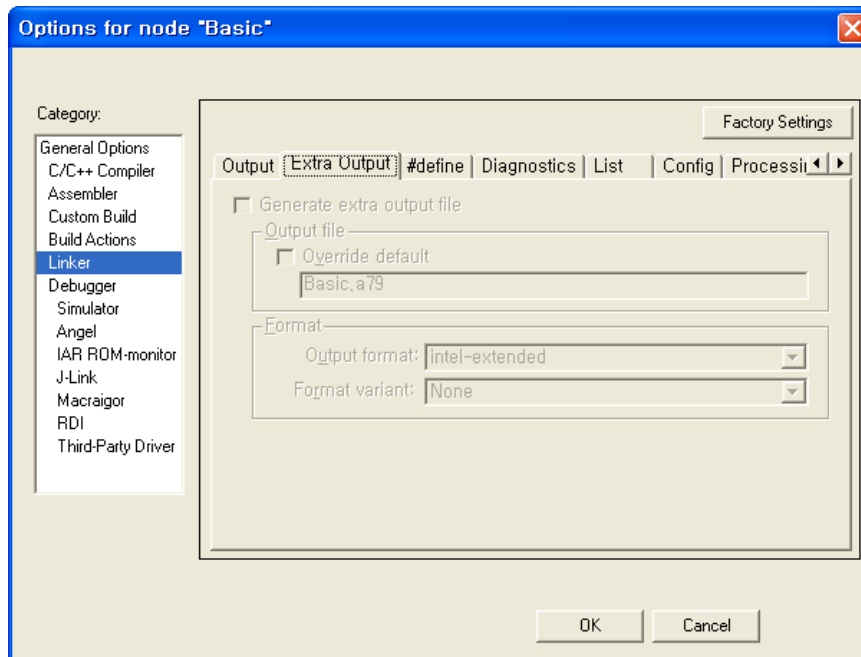 Options for node "Basic"
Category:
General Options
C/C++ Compiler
Assembler
Custom Build
Build Actions
Linker
Debugger
Simulator
Angel
IAR ROM-monitor
J-Link
Macraigor
RDI
Third-Party Driver
Factory Settings
Output Extra Output #define Diagnostics List Config Processin
Generate extra output file
Output file
Override default
Basic.a79
Format
Output format: intel-extended
Format variant: None
OK Cancel